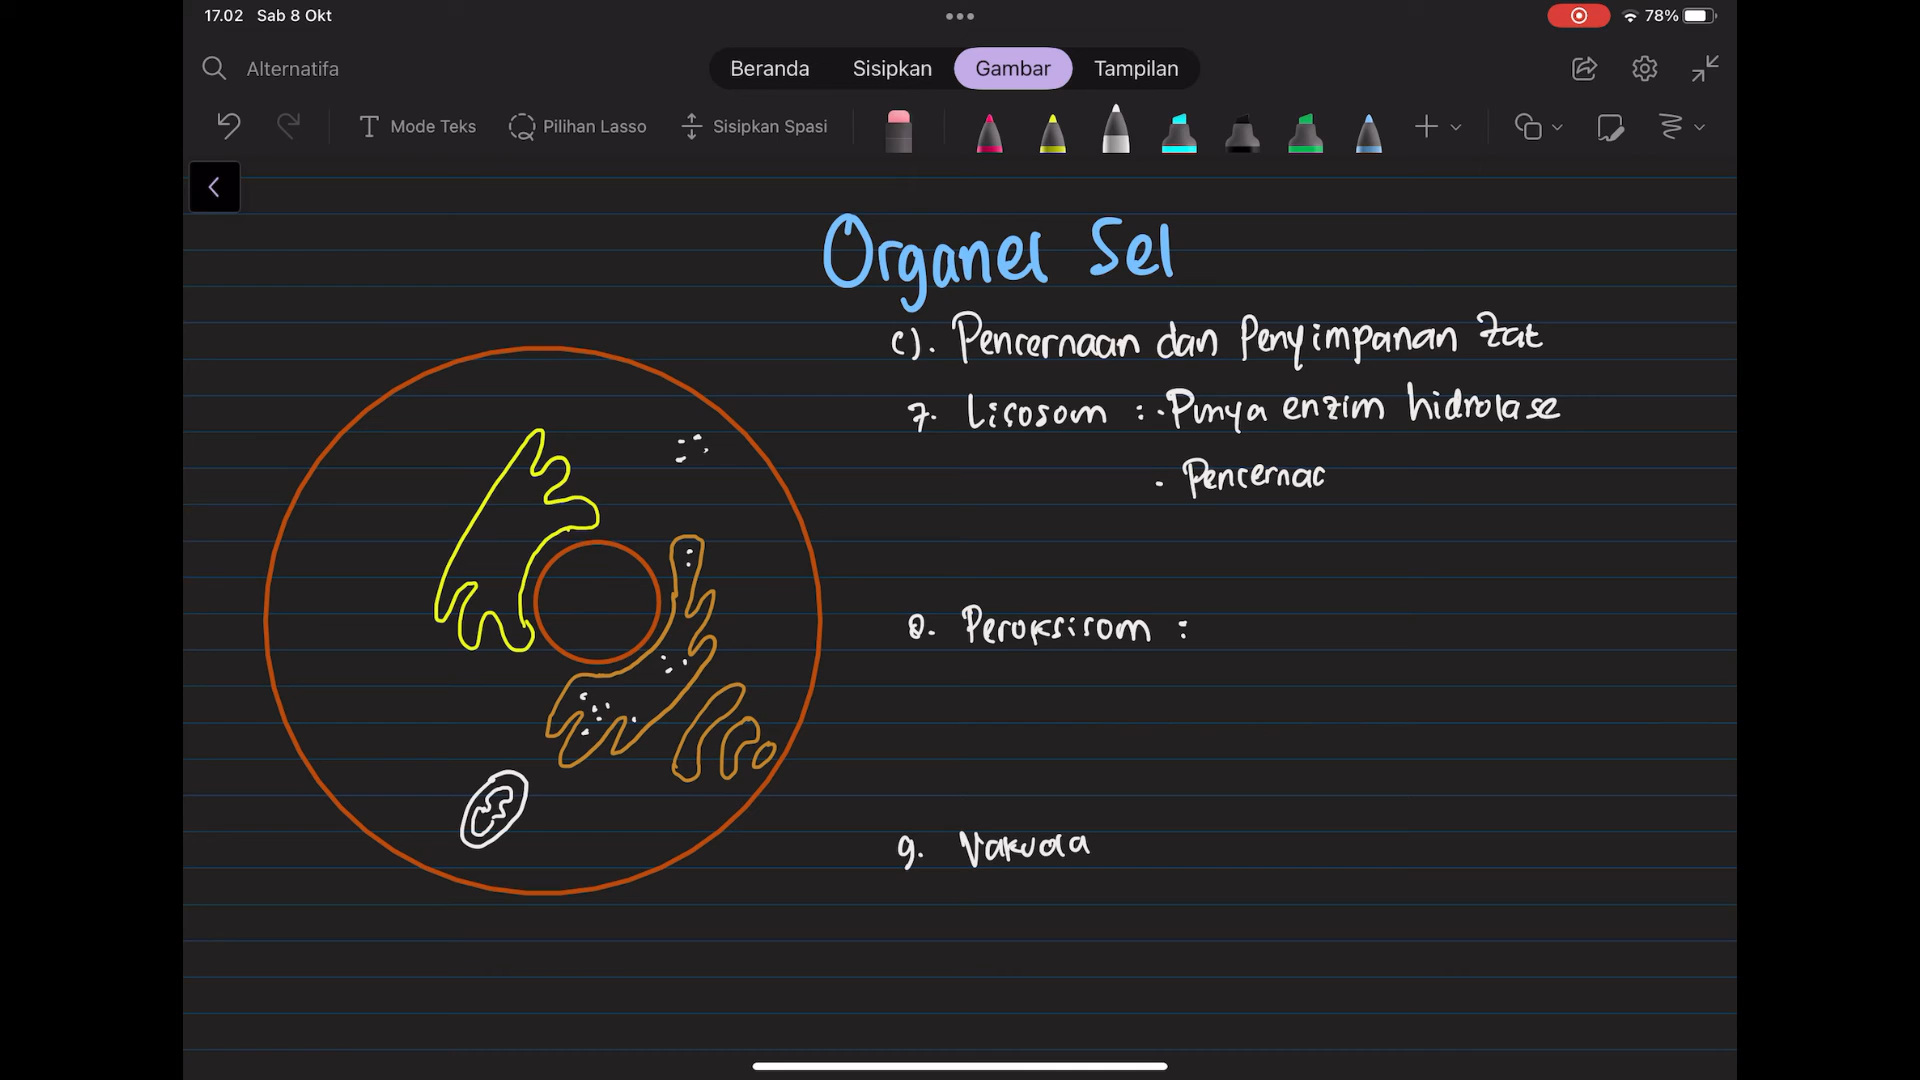 17.02 Sab 8 Okt
78%
Alternatifa
Beranda Sisipkan Gambar Tampilan
Mode Teks Pilihan Lasso Sisipkan Spasi
Organel Sel
c). Pencernaan dan Penyimpanan Zat
7. Lisosom : · Punya enzim hidrolase
· Pencernaa
8. Peroksisom :
9. Vakuola